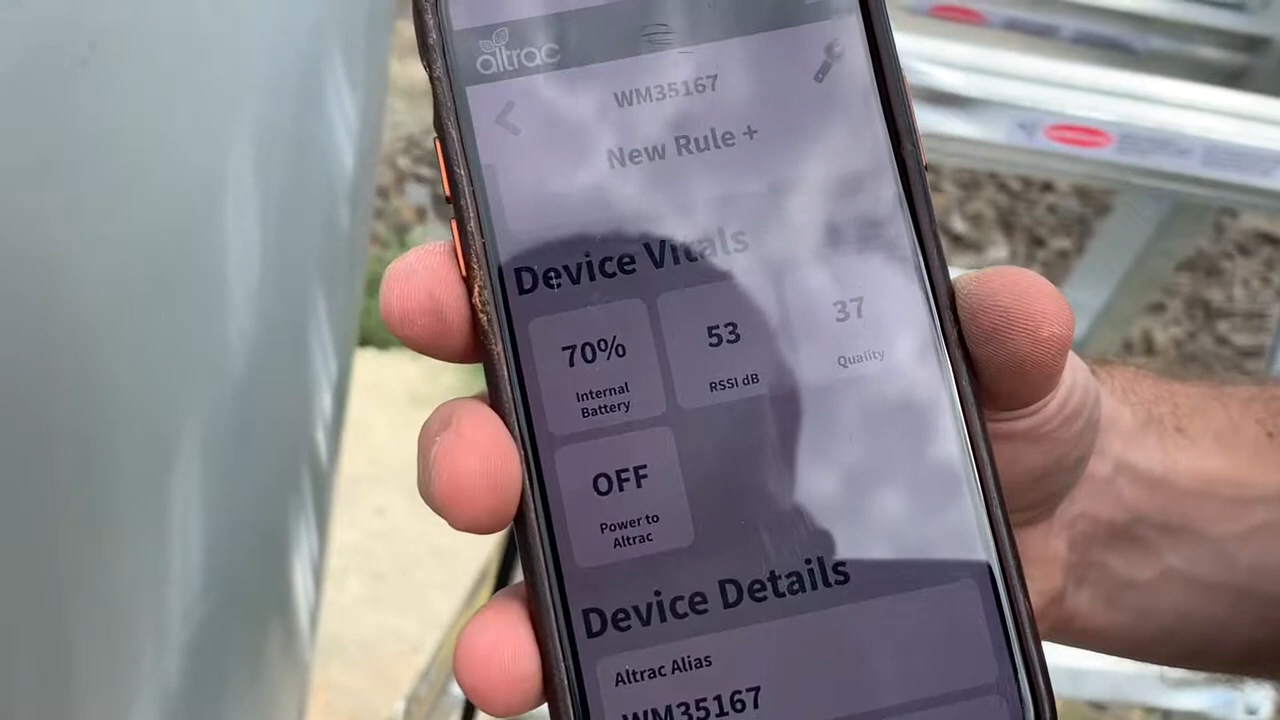 altrac
WM35167
New Rule +
Device Vitals
70%
Internal
Battery
53
RSSI dB
37
Quality
OFF
Power to
Altrac
Device Details
Altrac Alias
WM35167